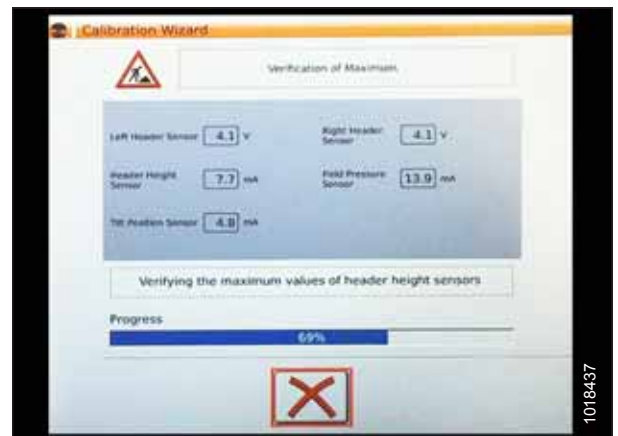 Calibration Wizard
Verification of Maximum
Left Header Sensor 4.1 V
Right Header Sensor 4.1 V
Header Height Sensor 7.7 mA
Field Pressure Sensor 13.9 mA
Tilt Position Sensor 4.8 mA
Verifying the maximum values of header height sensors
Progress
69%
1018437